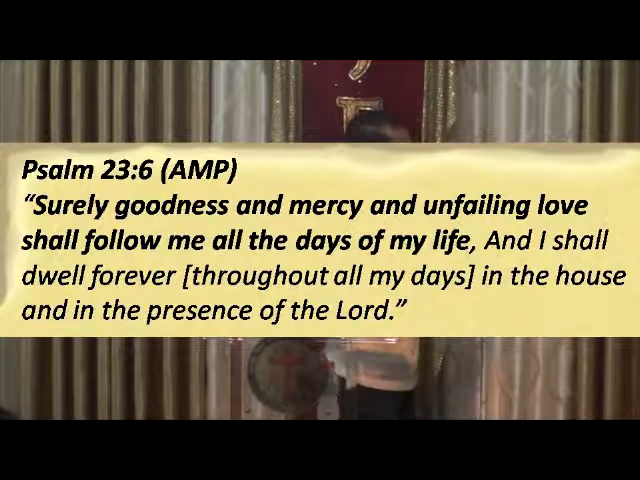 Psalm 23:6 (AMP)
“Surely goodness and mercy and unfailing love
shall follow me all the days of my life, And I shall
dwell forever [throughout all my days] in the house
and in the presence of the Lord.”